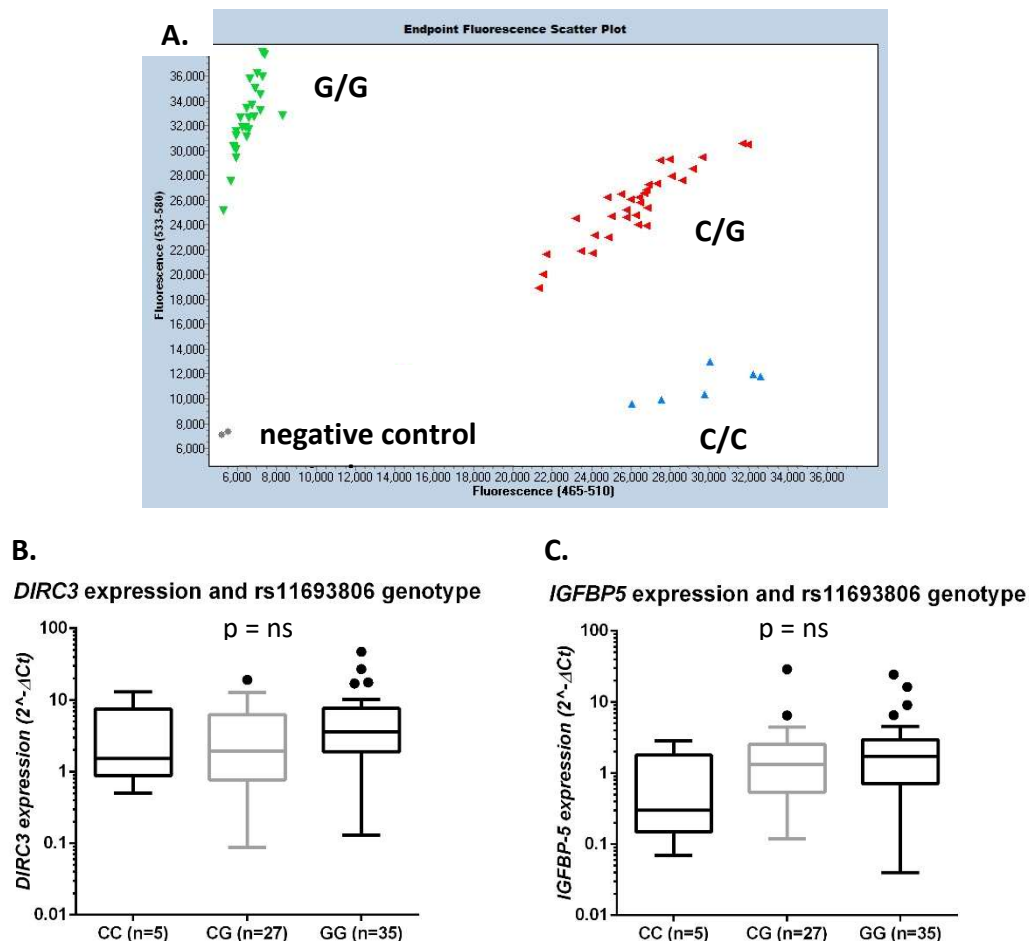 A.
Endpoint Fluorescence Scatter Plot
Fluorescence (533-580)
36,000
34,000
32,000
30,000
28,000
26,000
24,000
22,000
20,000
18,000
16,000
14,000
12,000
10,000
8,000
6,000
G/G
C/G
C/C
negative control
6,000 8,000 10,000 12,000 14,000 16,000 18,000 20,000 22,000 24,000 26,000 28,000 30,000 32,000 34,000 36,000
Fluorescence (465-510)
B.
DIRC3 expression and rs11693806 genotype
p = ns
DIRC3 expression (2^-ΔCt)
100
10
1
0.1
0.01
CC (n=5) CG (n=27) GG (n=35)
C.
IGFBP5 expression and rs11693806 genotype
p = ns
IGFBP-5 expression (2^-ΔCt)
100
10
1
0.1
0.01
CC (n=5) CG (n=27) GG (n=35)